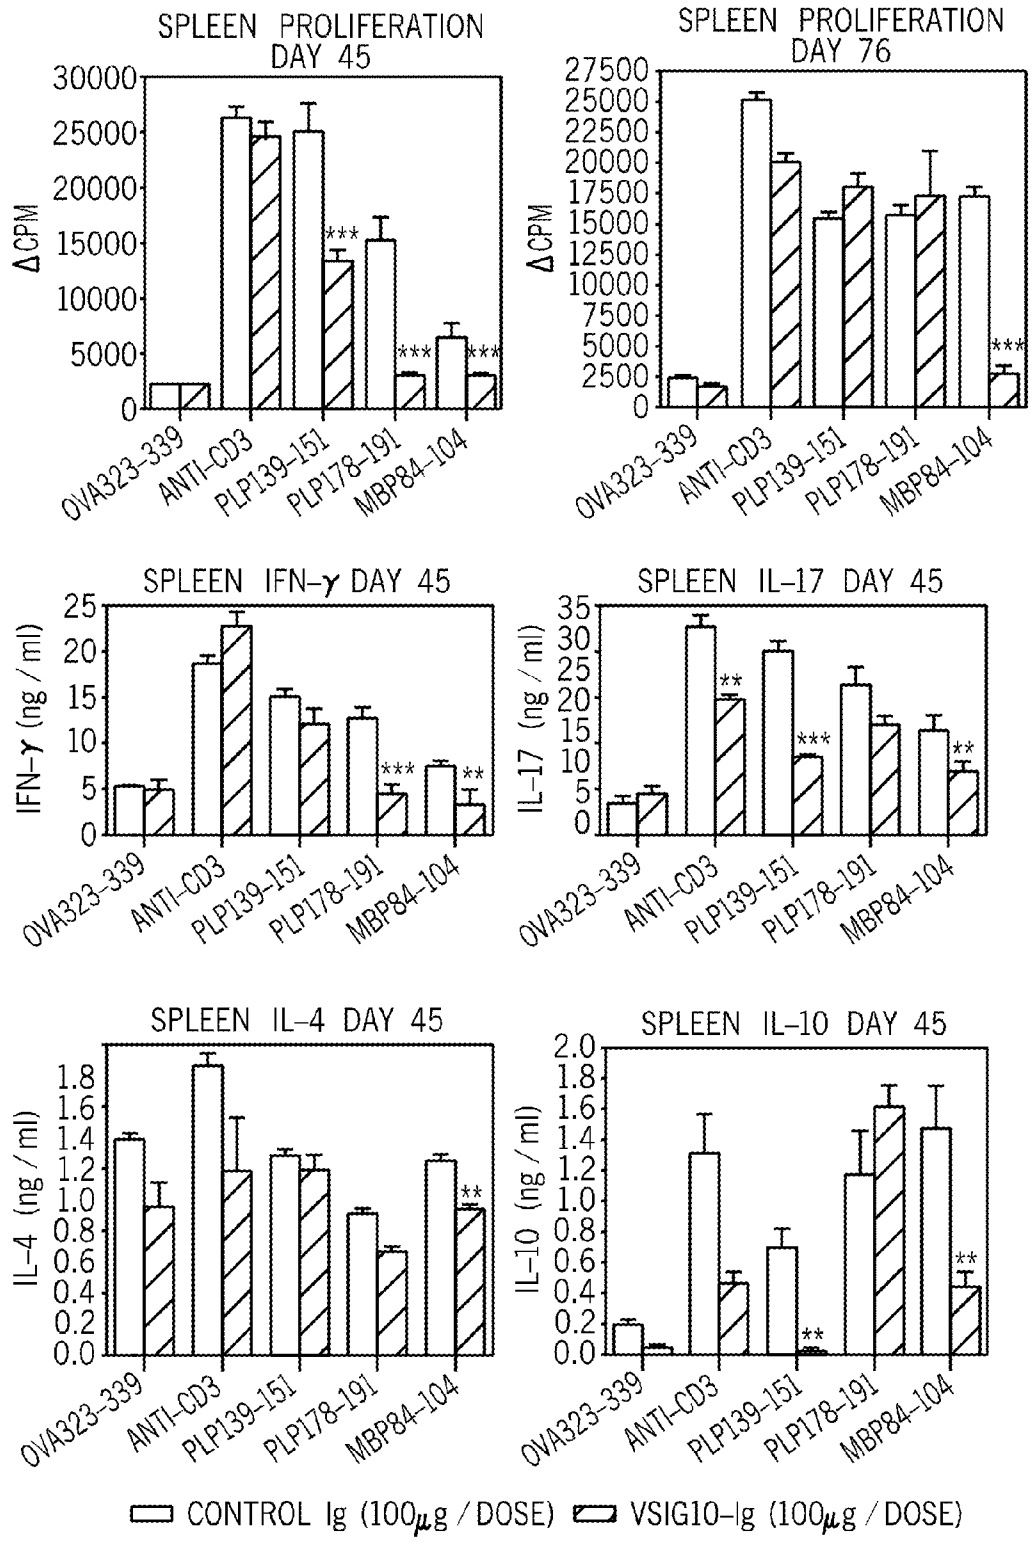 SPLEEN PROLIFERATION
DAY 45
30000
25000
20000
15000
10000
5000
0
ΔCPM
***
***
***
OVA323–339
ANTI–CD3
PLP139–151
PLP178–191
MBP84–104
SPLEEN PROLIFERATION
DAY 76
27500
25000
22500
20000
17500
15000
12500
10000
7500
5000
2500
0
ΔCPM
***
OVA323–339
ANTI–CD3
PLP139–151
PLP178–191
MBP84–104
SPLEEN IFN–γ DAY 45
25
20
15
10
5
0
IFN–γ (ng/ml)
***
**
OVA323–339
ANTI–CD3
PLP139–151
PLP178–191
MBP84–104
SPLEEN IL–17 DAY 45
35
30
25
20
15
10
5
0
IL–17 (ng/ml)
**
***
**
OVA323–339
ANTI–CD3
PLP139–151
PLP178–191
MBP84–104
SPLEEN IL–4 DAY 45
1.8
1.6
1.4
1.2
1.0
0.8
0.6
0.4
0.2
0.0
IL–4 (ng/ml)
**
OVA323–339
ANTI–CD3
PLP139–151
PLP178–191
MBP84–104
SPLEEN IL–10 DAY 45
2.0
1.8
1.6
1.4
1.2
1.0
0.8
0.6
0.4
0.2
0.0
IL–10 (ng/ml)
**
**
OVA323–339
ANTI–CD3
PLP139–151
PLP178–191
MBP84–104
CONTROL Ig (100μg/DOSE) VSIG10–Ig (100μg/DOSE)